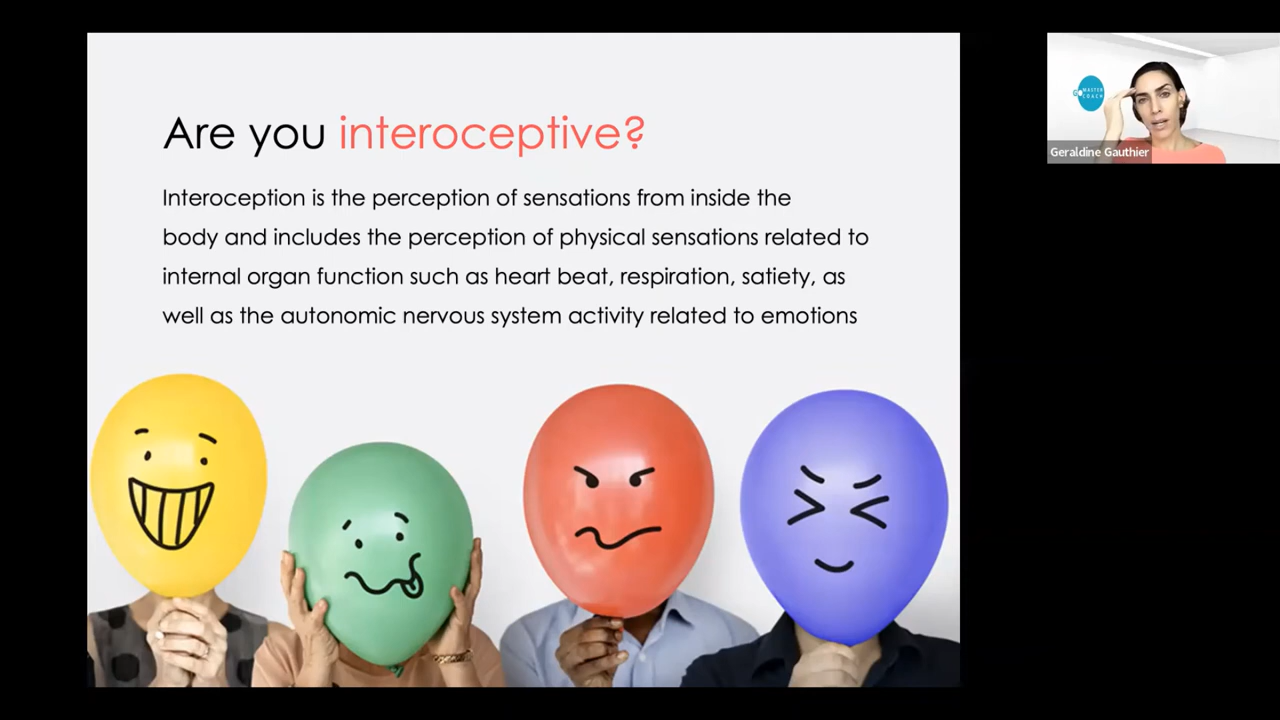 Are you interoceptive?
Interoception is the perception of sensations from inside the
body and includes the perception of physical sensations related to
internal organ function such as heart beat, respiration, satiety, as
well as the autonomic nervous system activity related to emotions
MASTER
COACH
Geraldine Gauthier